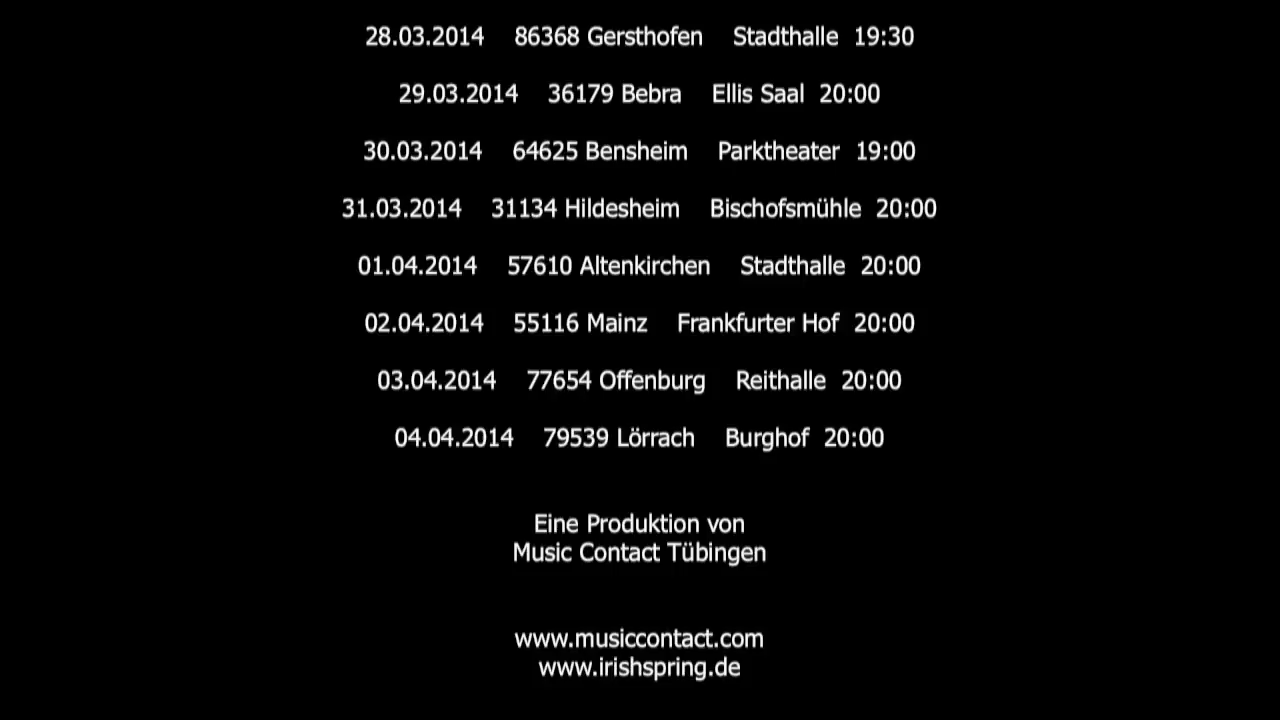 28.03.2014 86368 Gersthofen Stadthalle 19:30
29.03.2014 36179 Bebra Ellis Saal 20:00
30.03.2014 64625 Bensheim Parktheater 19:00
31.03.2014 31134 Hildesheim Bischofsmühle 20:00
01.04.2014 57610 Altenkirchen Stadthalle 20:00
02.04.2014 55116 Mainz Frankfurter Hof 20:00
03.04.2014 77654 Offenburg Reithalle 20:00
04.04.2014 79539 Lörrach Burghof 20:00
Eine Produktion von
Music Contact Tübingen
www.musiccontact.com
www.irishspring.de